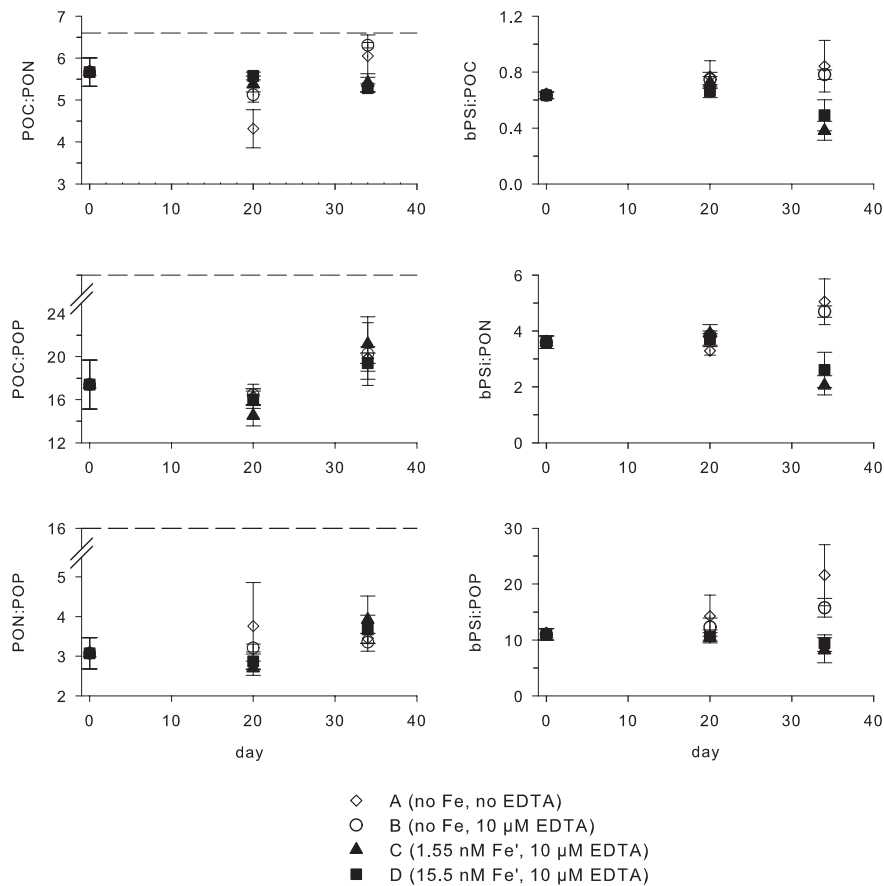 7
6
5
4
3
POC:PON
0 10 20 30 40
1.2
0.8
0.4
0.0
bPSi:POC
0 10 20 30 40
24
20
16
12
POC:POP
0 10 20 30 40
6
4
2
0
bPSi:PON
0 10 20 30 40
16
5
4
3
2
PON:POP
0 10 20 30 40
day
30
20
10
0
bPSi:POP
0 10 20 30 40
day
A (no Fe, no EDTA)
B (no Fe, 10 µM EDTA)
C (1.55 nM Fe', 10 µM EDTA)
D (15.5 nM Fe', 10 µM EDTA)